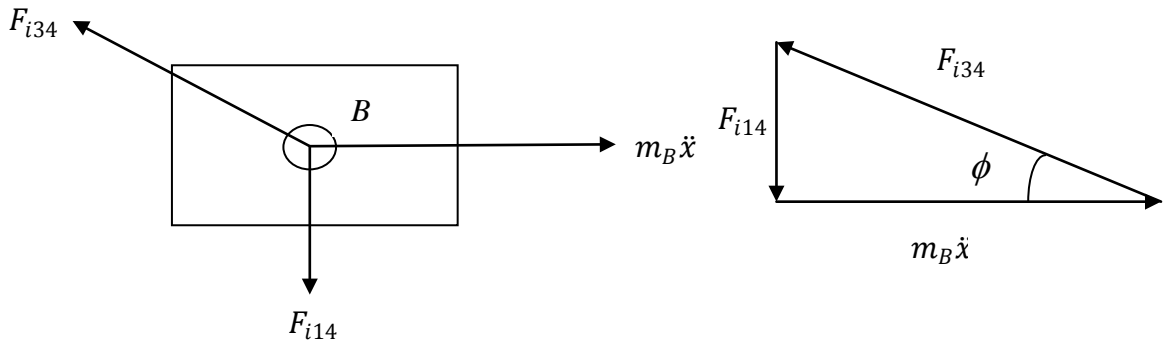 F_{i34}
B
m_B ẍ
F_{i14}
F_{i34}
F_{i14}
ϕ
m_B ẍ